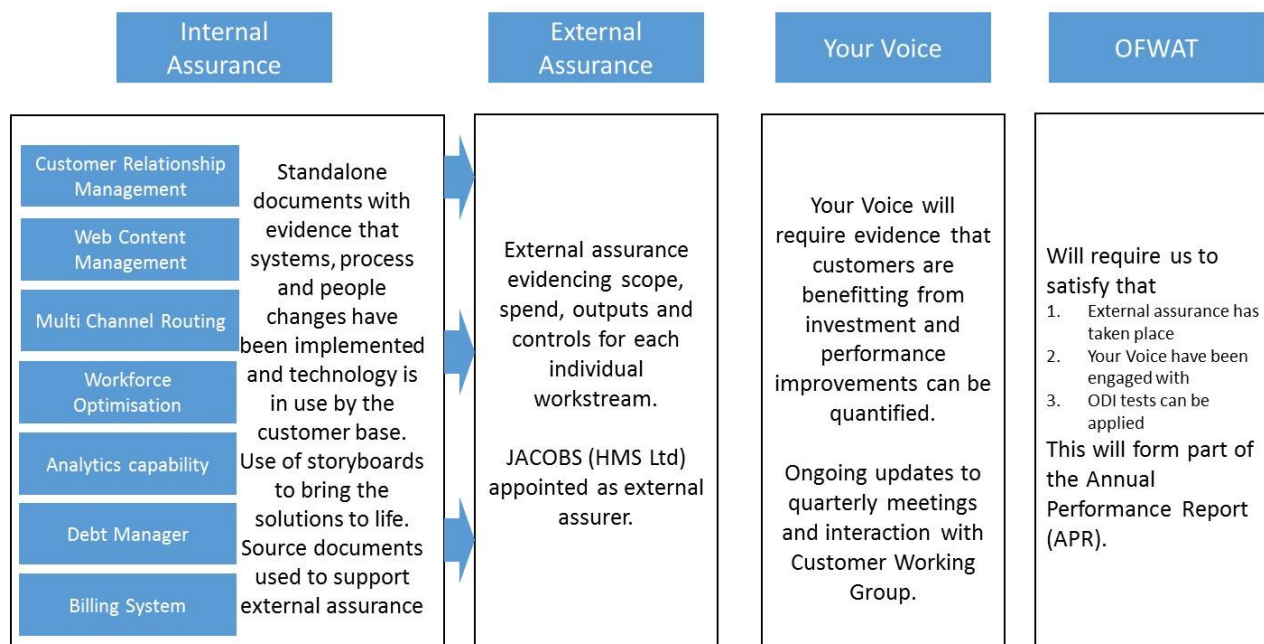 Internal
Assurance
External
Assurance
Your Voice
OFWAT
Customer Relationship
Management
Web Content
Management
Multi Channel Routing
Workforce
Optimisation
Analytics capability
Debt Manager
Billing System
Standalone
documents with
evidence that
systems, process
and people
changes have
been implemented
and technology is
in use by the
customer base.
Use of storyboards
to bring the
solutions to life.
Source documents
used to support
external assurance
External assurance
evidencing scope,
spend, outputs and
controls for each
individual
workstream.
JACOBS (HMS Ltd)
appointed as external
assurer.
Your Voice will
require evidence that
customers are
benefitting from
investment and
performance
improvements can be
quantified.
Ongoing updates to
quarterly meetings
and interaction with
Customer Working
Group.
Will require us to
satisfy that
1. External assurance has
taken place
2. Your Voice have been
engaged with
3. ODI tests can be
applied
This will form part of
the Annual
Performance Report
(APR).